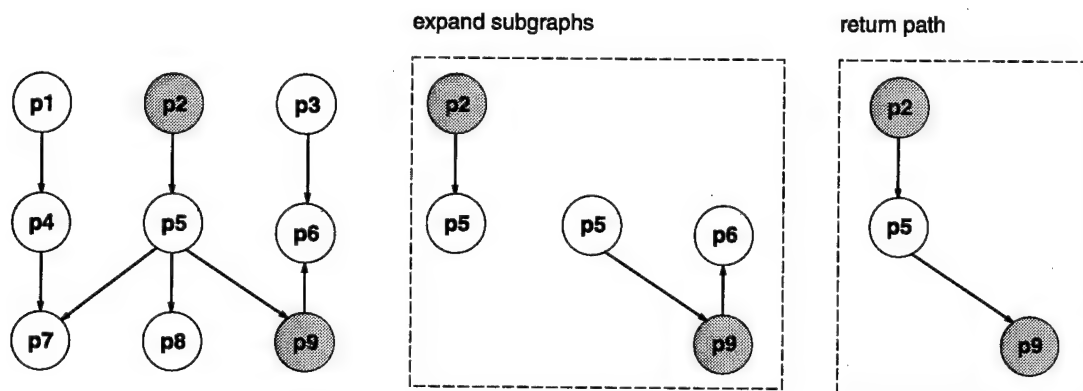 expand subgraphs
return path
p1
p2
p3
p4
p5
p6
p7
p8
p9
p2
p5
p5
p6
p9
p2
p5
p9